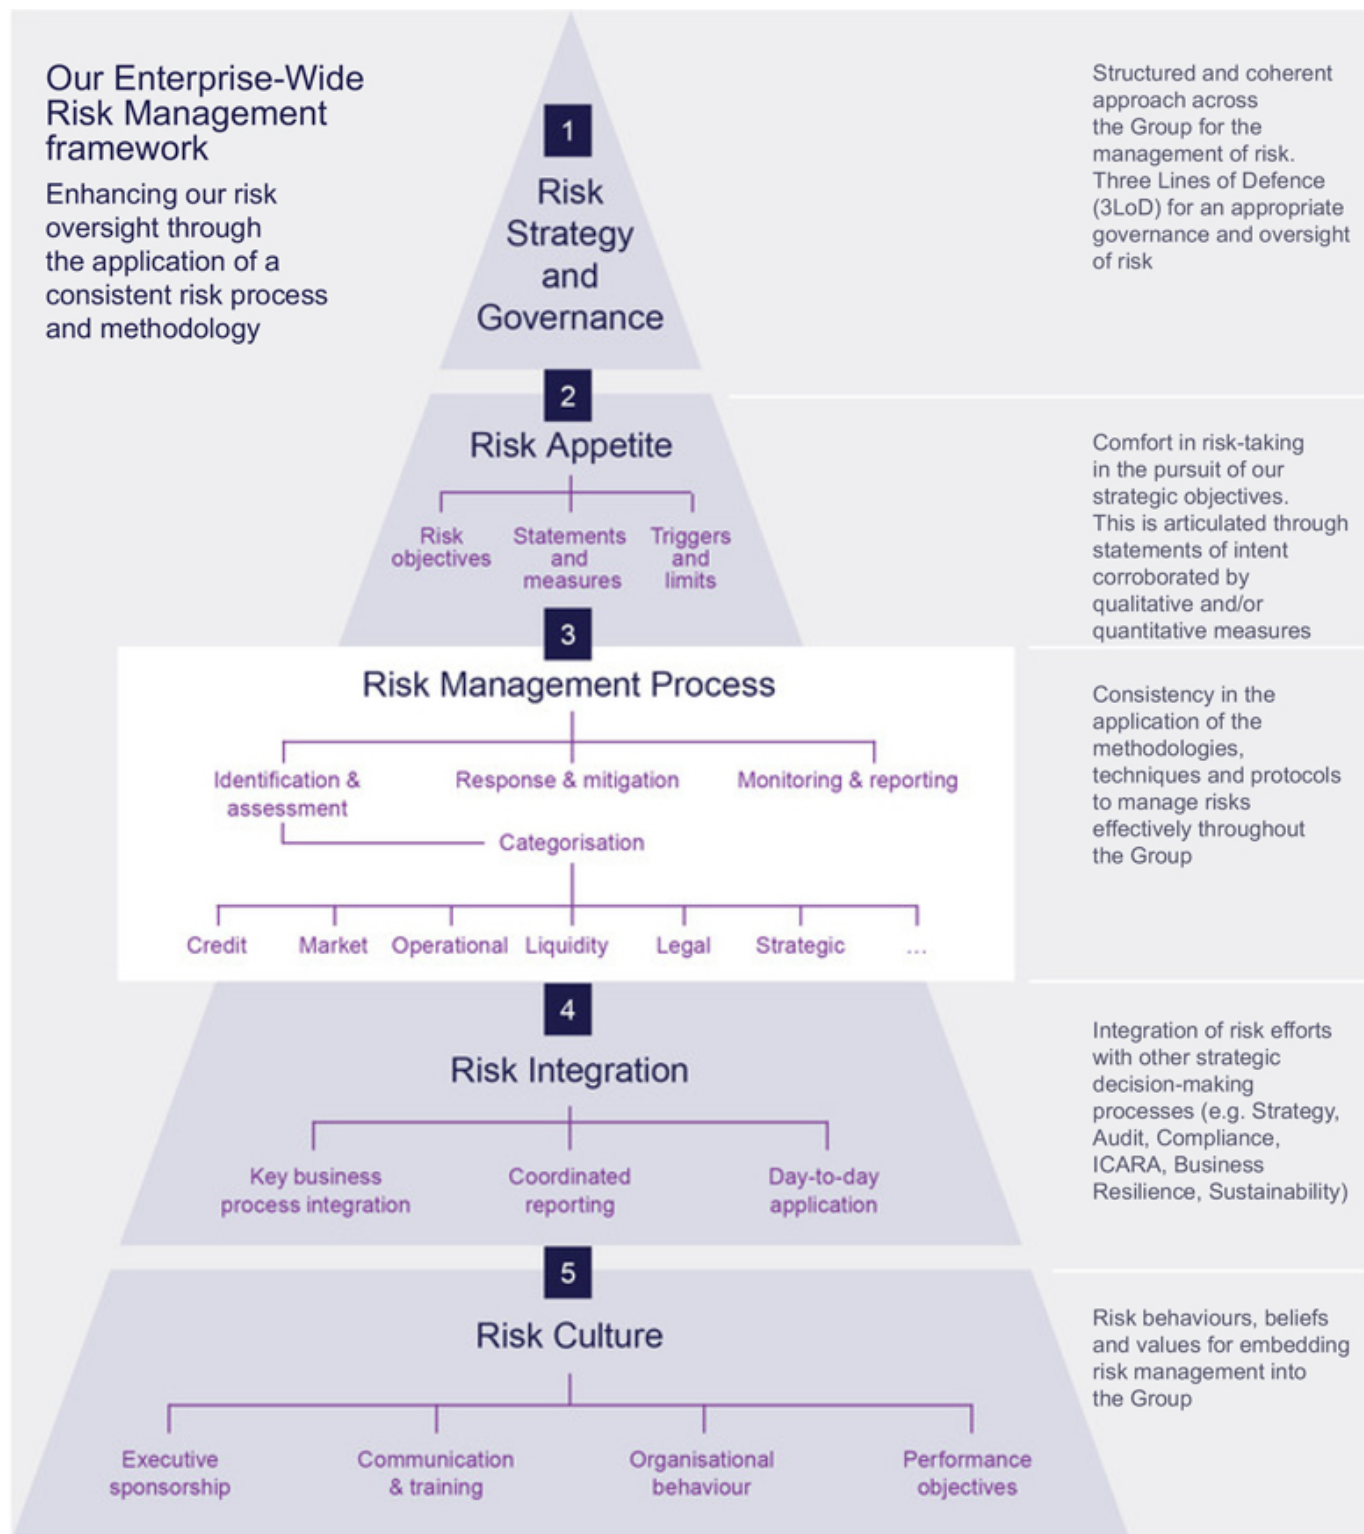 Our Enterprise-Wide
Risk Management
framework
Enhancing our risk
oversight through
the application of a
consistent risk process
and methodology
1
Risk
Strategy
and
Governance
Structured and coherent
approach across
the Group for the
management of risk.
Three Lines of Defence
(3LoD) for an appropriate
governance and oversight
of risk
2
Risk Appetite
Risk
objectives
Statements
and
measures
Triggers
and
limits
Comfort in risk-taking
in the pursuit of our
strategic objectives.
This is articulated through
statements of intent
corroborated by
qualitative and/or
quantitative measures
3
Risk Management Process
Identification &
assessment
Response & mitigation
Monitoring & reporting
Categorisation
Credit
Market
Operational
Liquidity
Legal
Strategic
...
Consistency in the
application of the
methodologies,
techniques and protocols
to manage risks
effectively throughout
the Group
4
Risk Integration
Key business
process integration
Coordinated
reporting
Day-to-day
application
Integration of risk efforts
with other strategic
decision-making
processes (e.g. Strategy,
Audit, Compliance,
ICARA, Business
Resilience, Sustainability)
5
Risk Culture
Executive
sponsorship
Communication
& training
Organisational
behaviour
Performance
objectives
Risk behaviours, beliefs
and values for embedding
risk management into
the Group